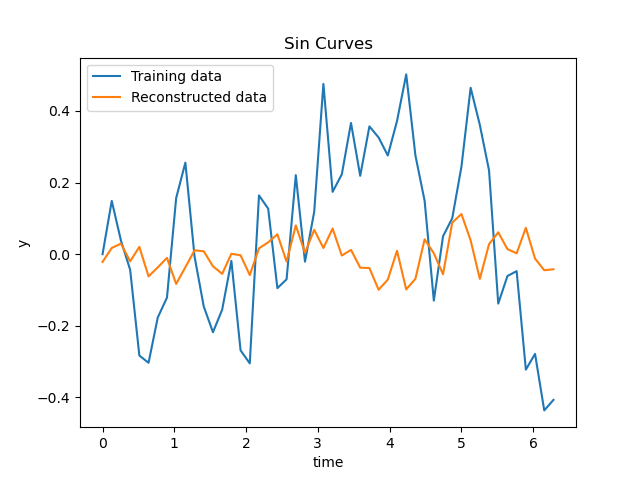 Sin Curves
Training data
Reconstructed data
0.4
0.2
0.0
−0.2
−0.4
y
0 1 2 3 4 5 6
time